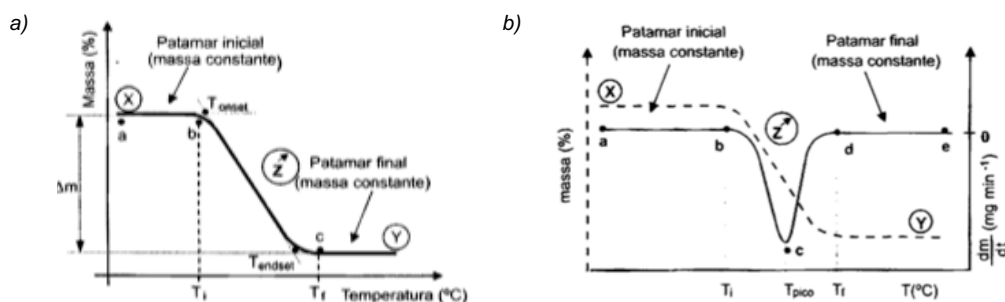 a)
Massa (%)
Patamar inicial
(massa constante)
X
T onset
a
b
Z
Δm
Patamar final
(massa constante)
c
Y
Tendset
Ti
Tf
Temperatura (ºC)
b)
massa (%)
Patamar inicial
(massa constante)
Patamar final
(massa constante)
X
Z
0
a
b
d
e
Y
c
dm
dt
(mg min -1)
Ti
Tpico
Tf
T(ºC)